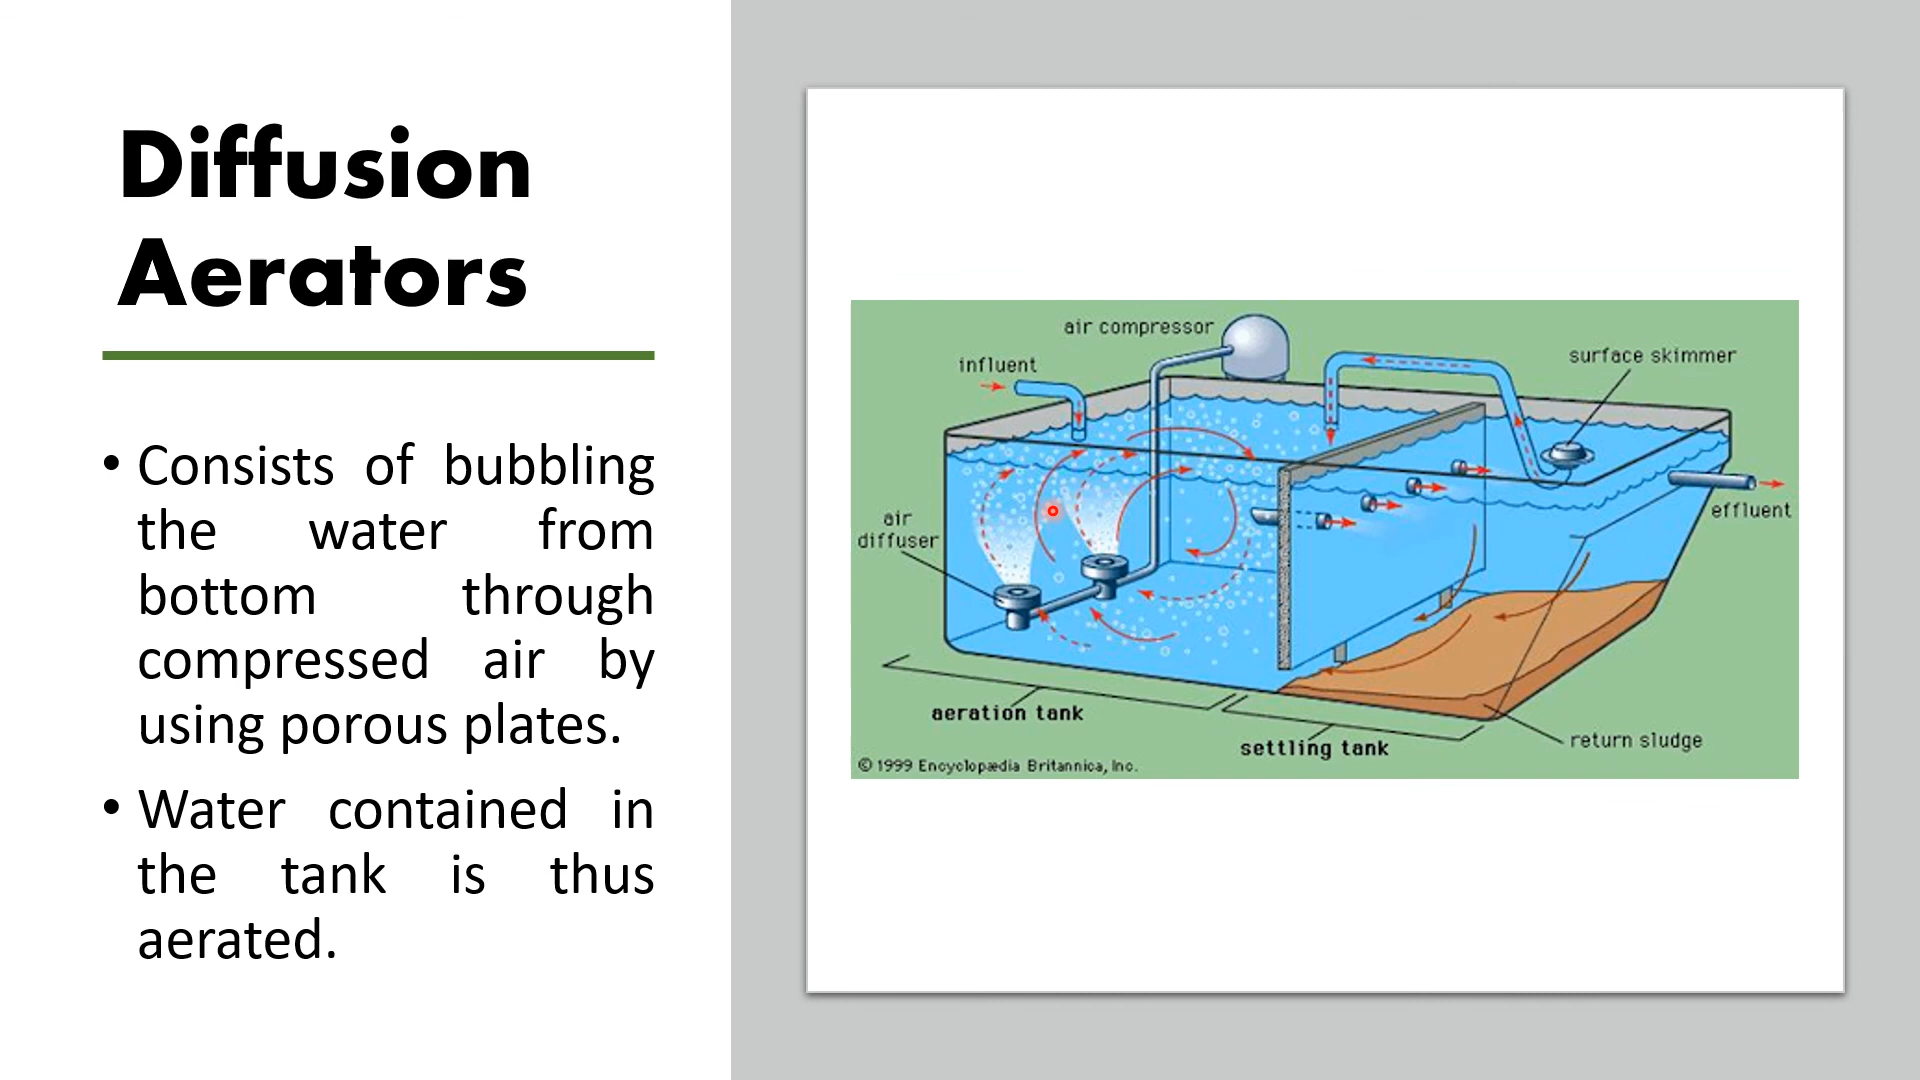 Diffusion
Aerators
• Consists of bubbling
the water from
bottom through
compressed air by
using porous plates.
• Water contained in
the tank is thus
aerated.
air compressor
influent
surface skimmer
air
diffuser
effluent
aeration tank
settling tank
return sludge
© 1999 Encyclopædia Britannica, Inc.